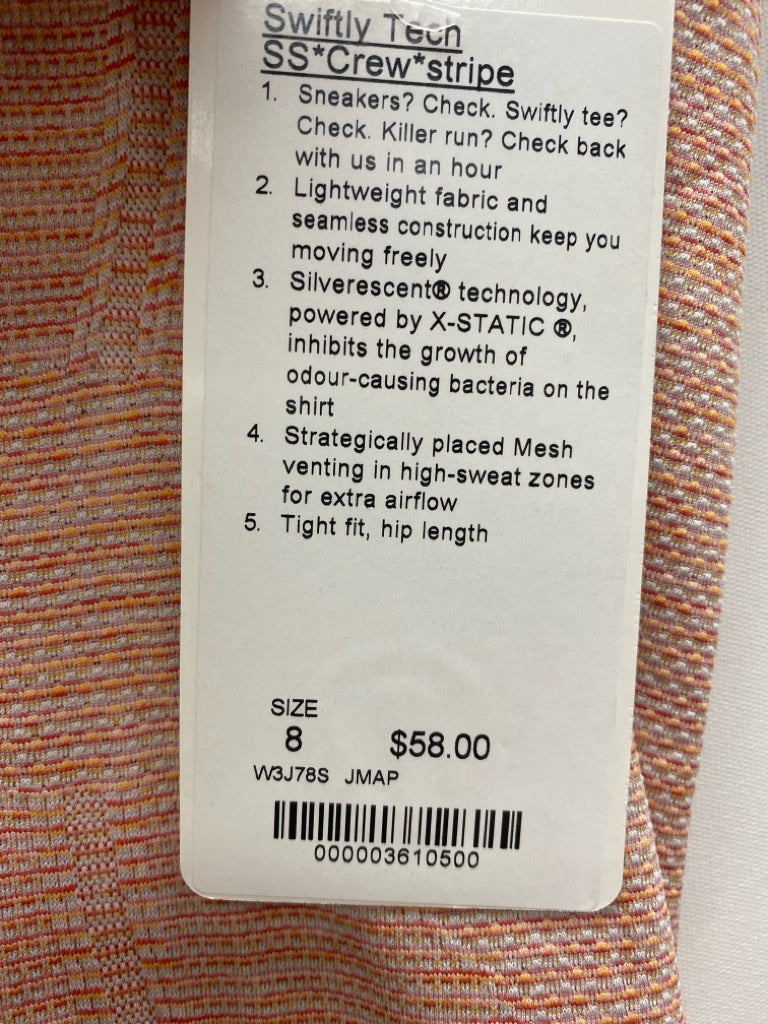 Swiftly Tech
SS*Crew*stripe
1. Sneakers? Check. Swiftly tee?
Check. Killer run? Check back
with us in an hour
2. Lightweight fabric and
seamless construction keep you
moving freely
3. Silverescent® technology,
powered by X-STATIC ®,
inhibits the growth of
odour-causing bacteria on the
shirt
4. Strategically placed Mesh
venting in high-sweat zones
for extra airflow
5. Tight fit, hip length
SIZE
8 $58.00
W3J78S JMAP
000003610500